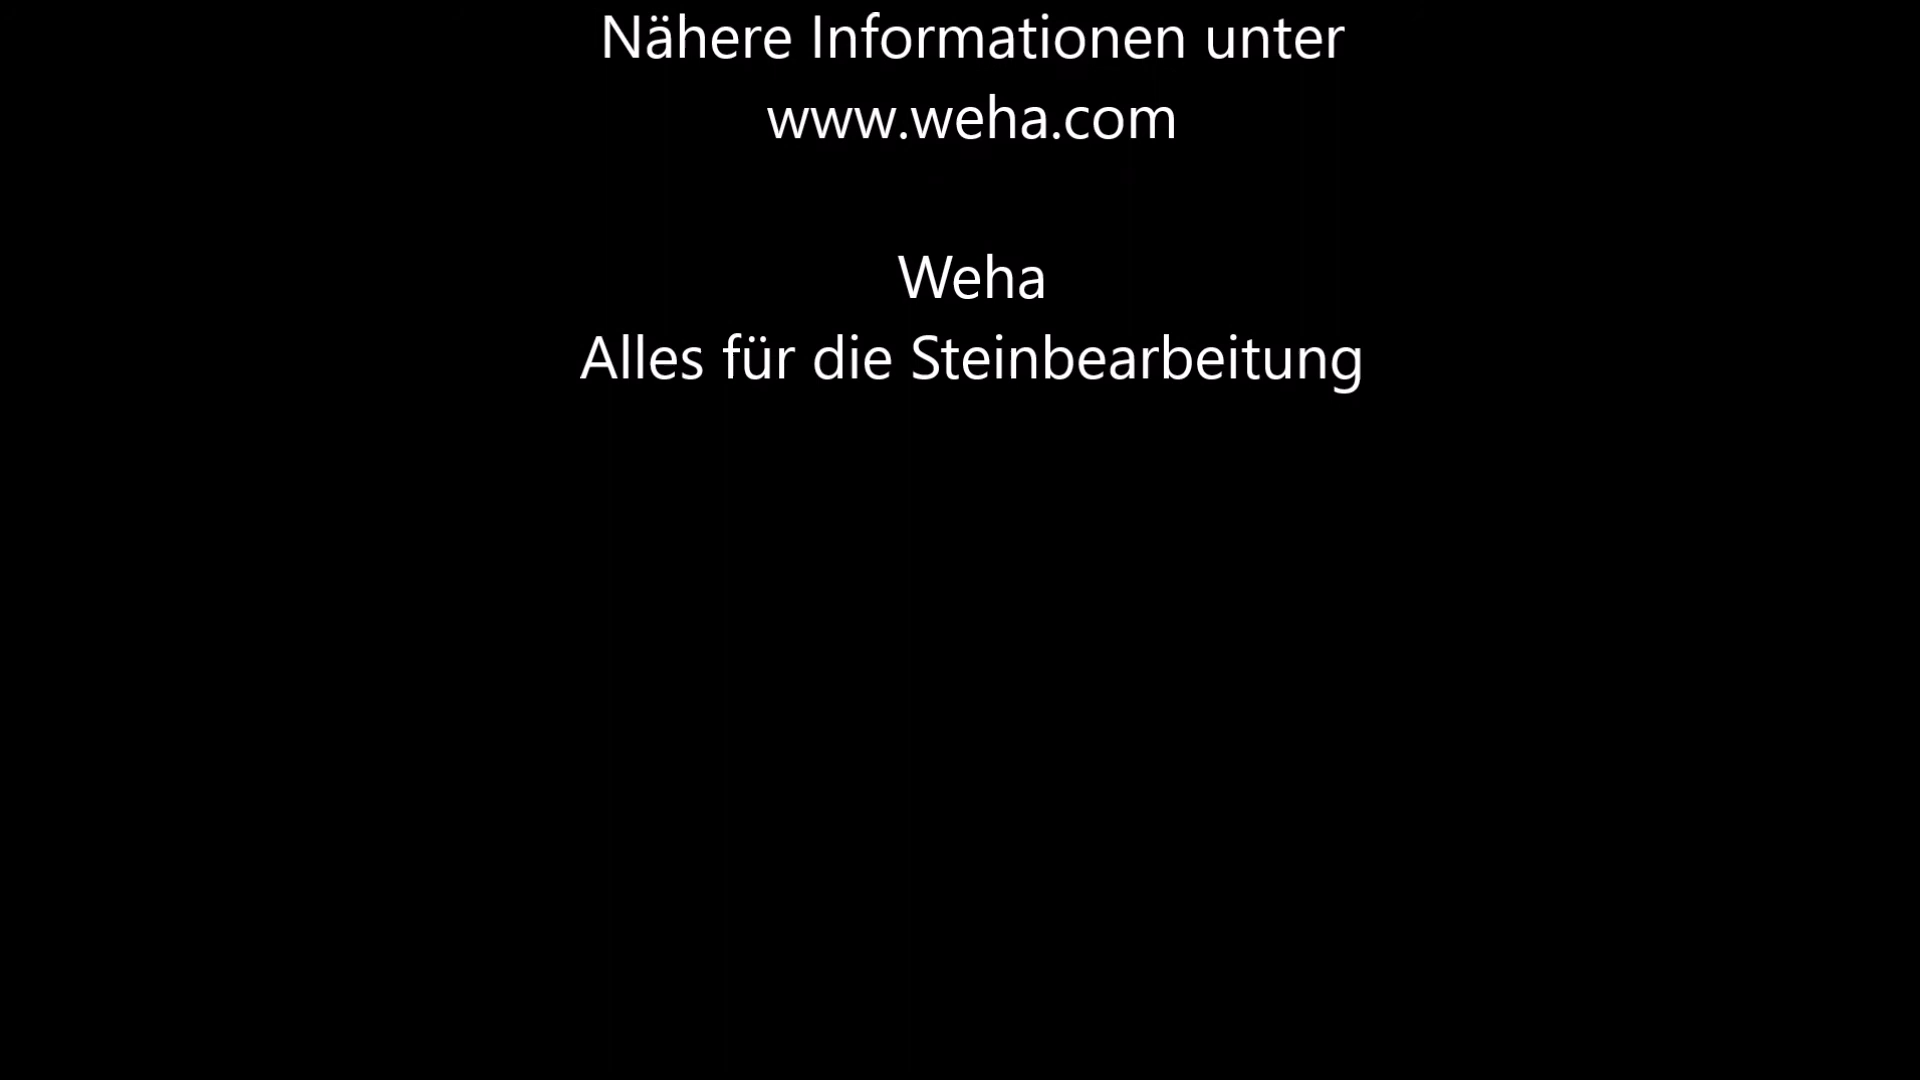 Nähere Informationen unter
www.weha.com
Weha
Alles für die Steinbearbeitung